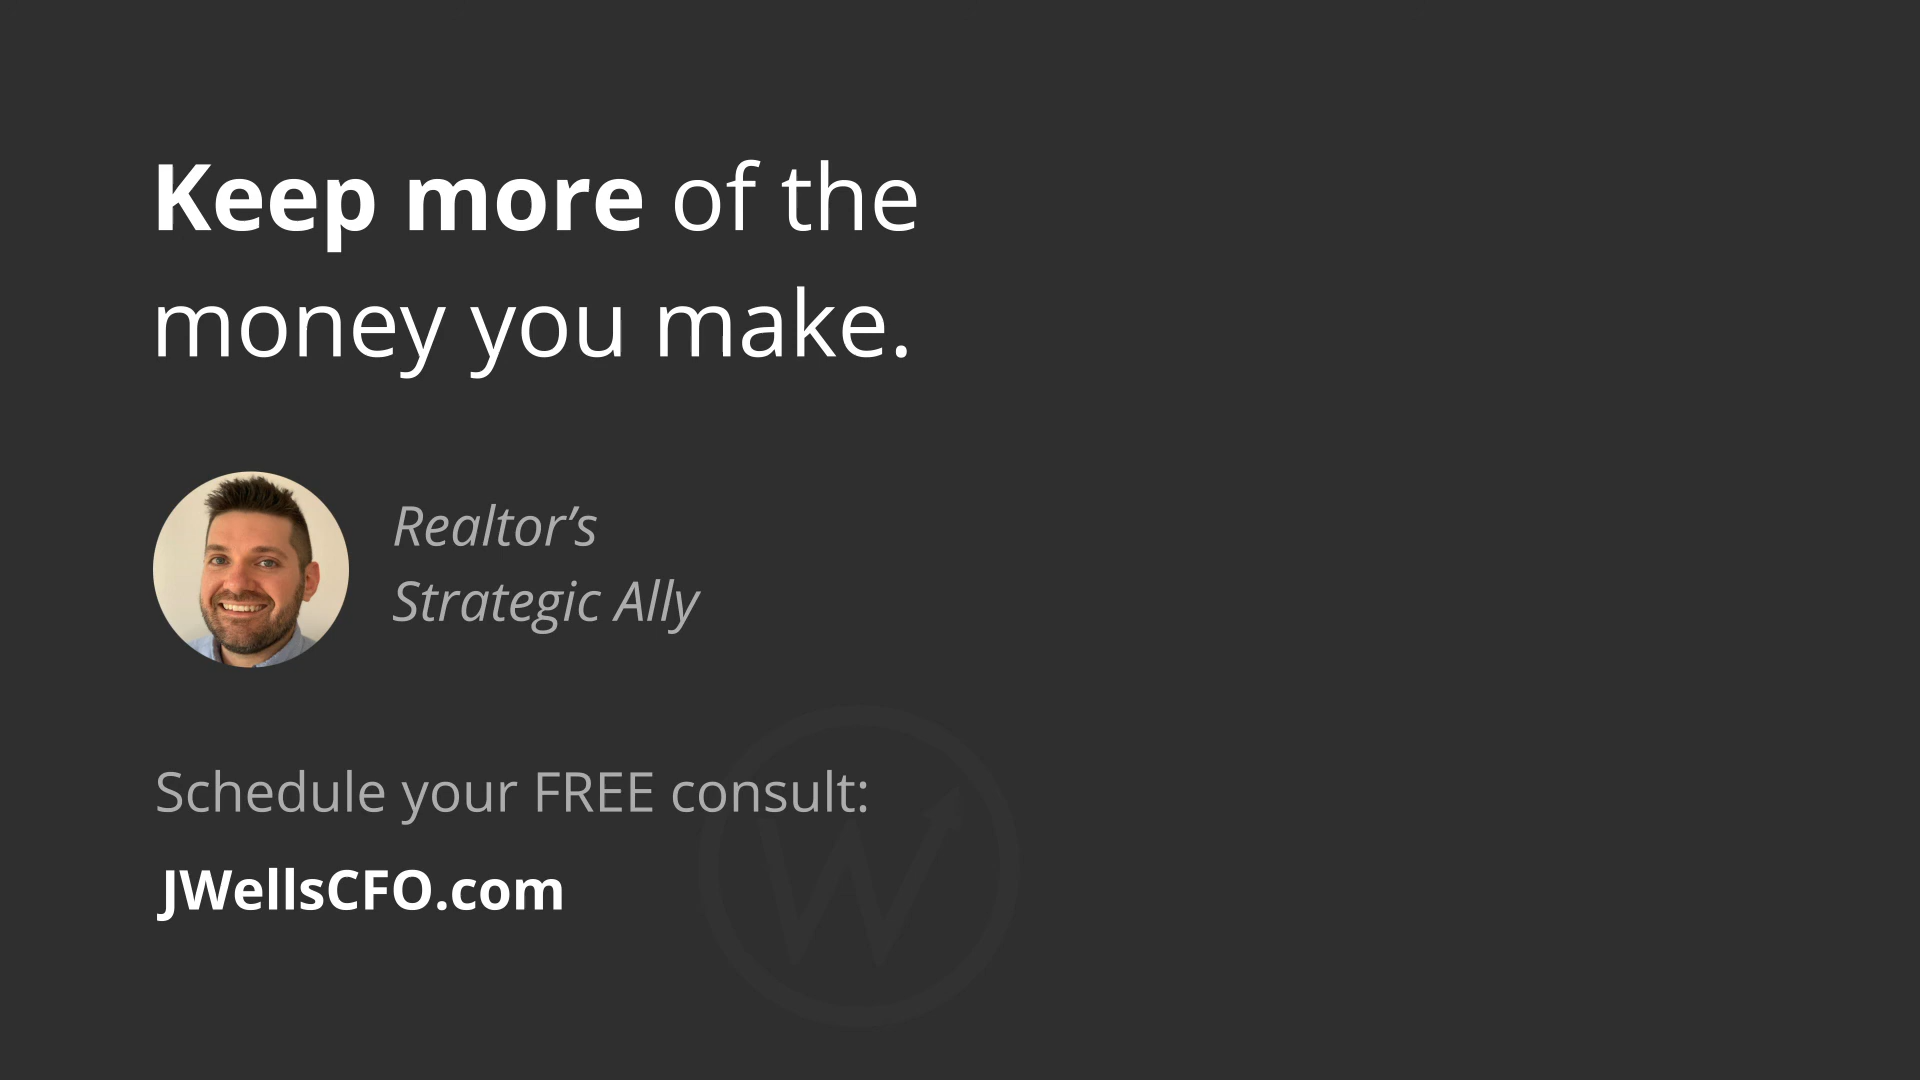 Keep more of the
money you make.
Realtor’s
Strategic Ally
Schedule your FREE consult:
JWellsCFO.com
W